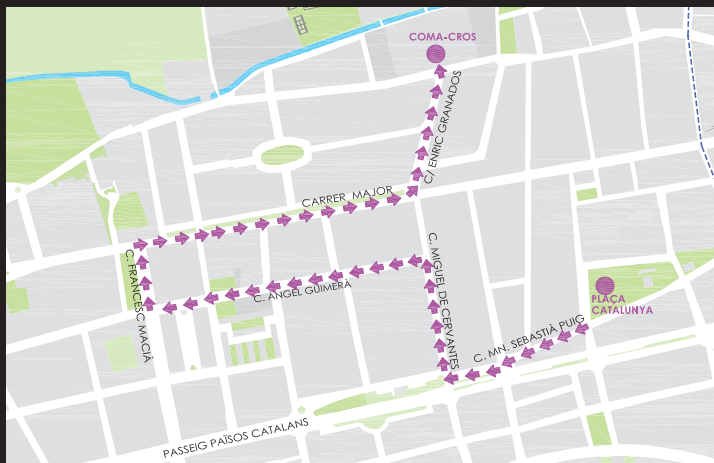 COMA-CROS
C/ ENRIC GRANADOS
CARRER MAJOR
C. FRANCESC MACIÀ
C. ÀNGEL GUIMERÀ
C. MIGUEL DE CERVANTES
PLAÇA
CATALUNYA
C. MN. SEBASTIÀ PUIG
PASSEIG PAÏSOS CATALANS